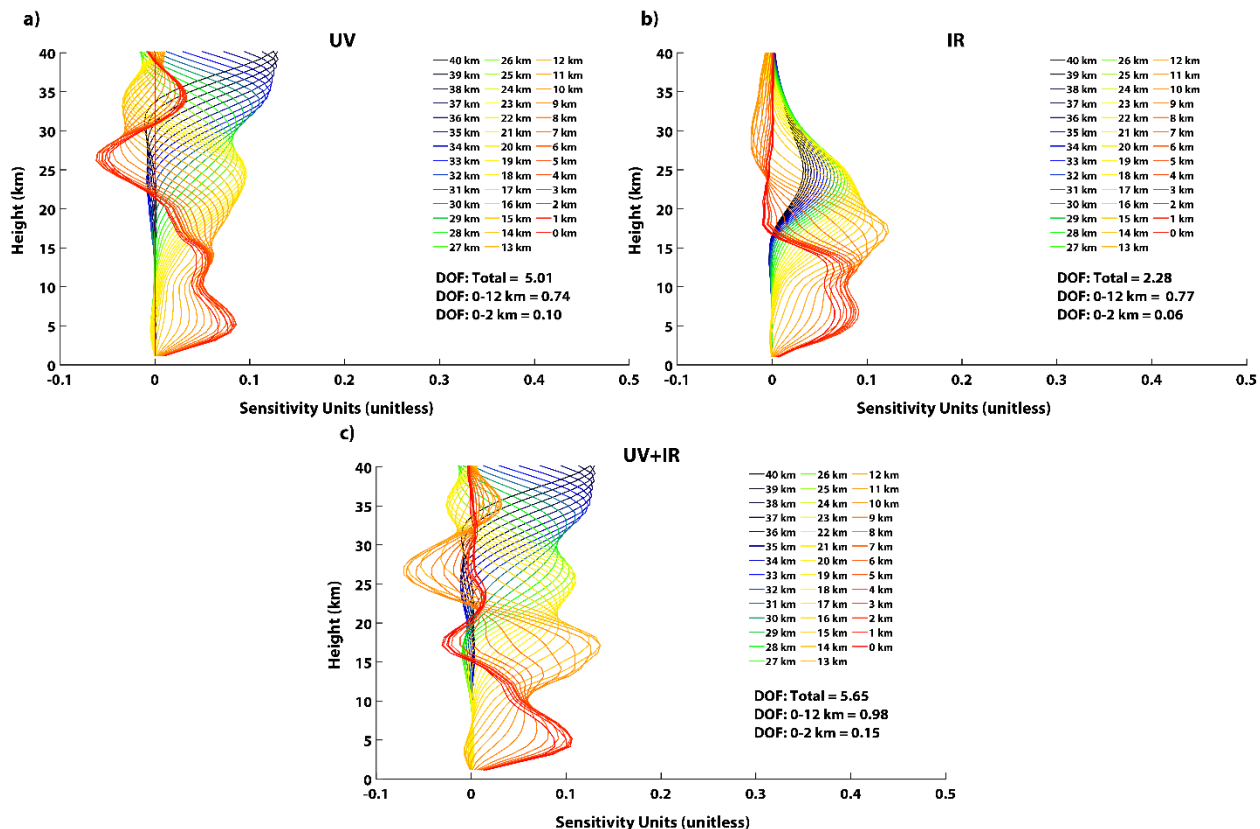 a)
UV
40
35
30
25
20
15
10
5
0
Height (km)
-0.1 0 0.1 0.2 0.3 0.4 0.5
Sensitivity Units (unitless)
40 km 26 km 12 km
39 km 25 km 11 km
38 km 24 km 10 km
37 km 23 km 9 km
36 km 22 km 8 km
35 km 21 km 7 km
34 km 20 km 6 km
33 km 19 km 5 km
32 km 18 km 4 km
31 km 17 km 3 km
30 km 16 km 2 km
29 km 15 km 1 km
28 km 14 km 0 km
27 km 13 km
DOF: Total = 5.01
DOF: 0-12 km = 0.74
DOF: 0-2 km = 0.10
b)
IR
40
35
30
25
20
15
10
5
0
Height (km)
-0.1 0 0.1 0.2 0.3 0.4 0.5
Sensitivity Units (unitless)
40 km 26 km 12 km
39 km 25 km 11 km
38 km 24 km 10 km
37 km 23 km 9 km
36 km 22 km 8 km
35 km 21 km 7 km
34 km 20 km 6 km
33 km 19 km 5 km
32 km 18 km 4 km
31 km 17 km 3 km
30 km 16 km 2 km
29 km 15 km 1 km
28 km 14 km 0 km
27 km 13 km
DOF: Total = 2.28
DOF: 0-12 km = 0.77
DOF: 0-2 km = 0.06
c)
UV+IR
40
35
30
25
20
15
10
5
0
Height (km)
-0.1 0 0.1 0.2 0.3 0.4 0.5
Sensitivity Units (unitless)
40 km 26 km 12 km
39 km 25 km 11 km
38 km 24 km 10 km
37 km 23 km 9 km
36 km 22 km 8 km
35 km 21 km 7 km
34 km 20 km 6 km
33 km 19 km 5 km
32 km 18 km 4 km
31 km 17 km 3 km
30 km 16 km 2 km
29 km 15 km 1 km
28 km 14 km 0 km
27 km 13 km
DOF: Total = 5.65
DOF: 0-12 km = 0.98
DOF: 0-2 km = 0.15